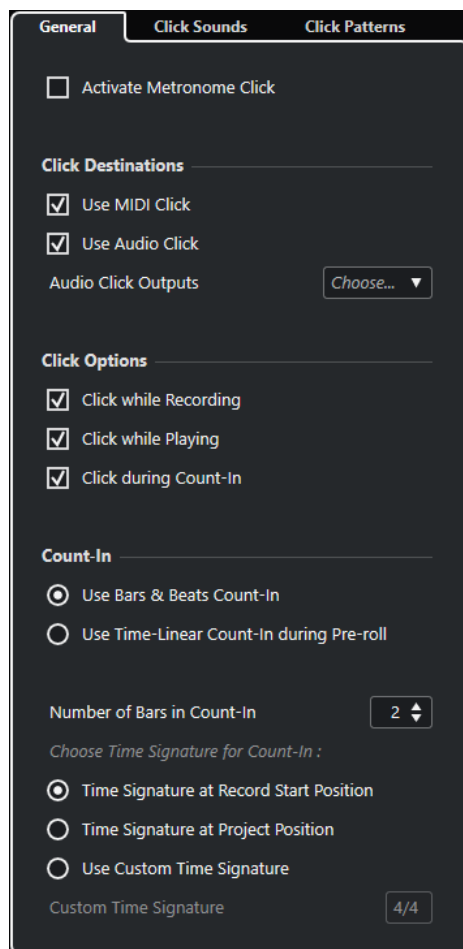 General Click Sounds Click Patterns
Activate Metronome Click
Click Destinations
Use MIDI Click
Use Audio Click
Audio Click Outputs Choose...
Click Options
Click while Recording
Click while Playing
Click during Count-In
Count-In
Use Bars & Beats Count-In
Use Time-Linear Count-In during Pre-roll
Number of Bars in Count-In 2
Choose Time Signature for Count-In :
Time Signature at Record Start Position
Time Signature at Project Position
Use Custom Time Signature
Custom Time Signature 4/4